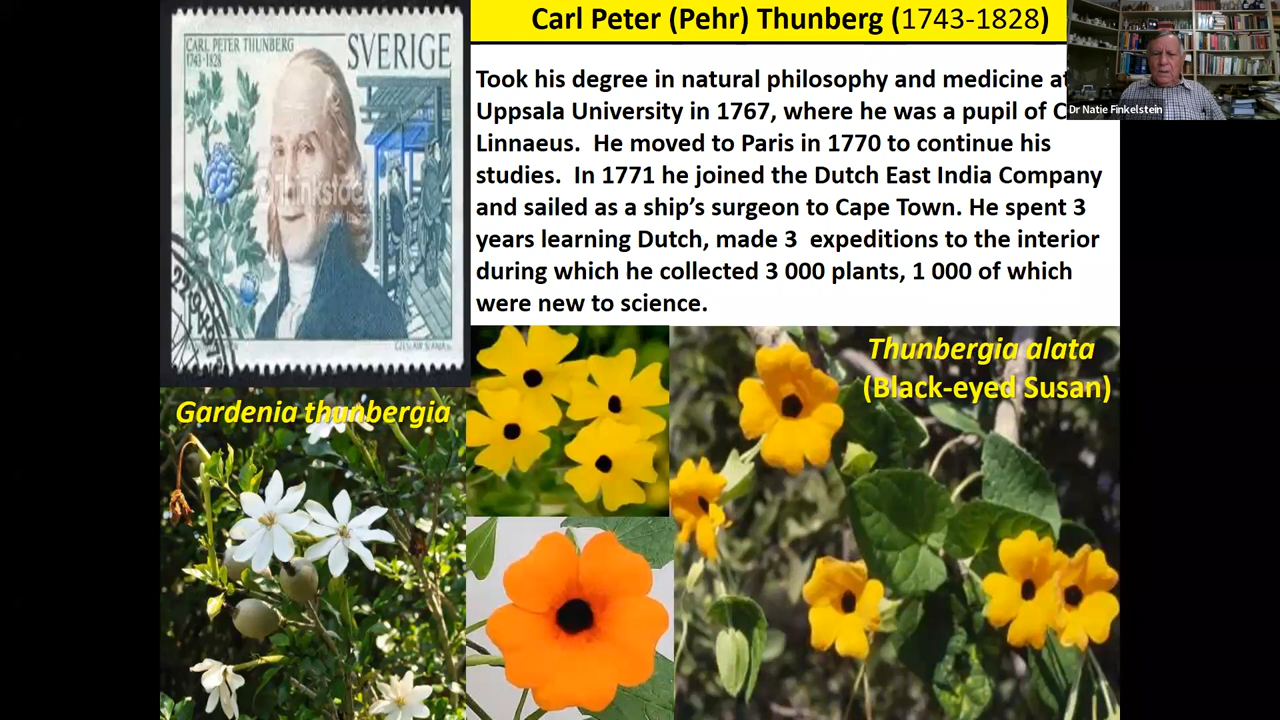 Carl Peter (Pehr) Thunberg (1743-1828)
Dr Natie Finkelstein
CARL PETER THUNBERG
1743-1828
SVERIGE
Thinkstock
CZESLAW SLANIA
Took his degree in natural philosophy and medicine at
Uppsala University in 1767, where he was a pupil of C
Linnaeus. He moved to Paris in 1770 to continue his
studies. In 1771 he joined the Dutch East India Company
and sailed as a ship’s surgeon to Cape Town. He spent 3
years learning Dutch, made 3 expeditions to the interior
during which he collected 3 000 plants, 1 000 of which
were new to science.
Gardenia thunbergia
Thunbergia alata
(Black-eyed Susan)